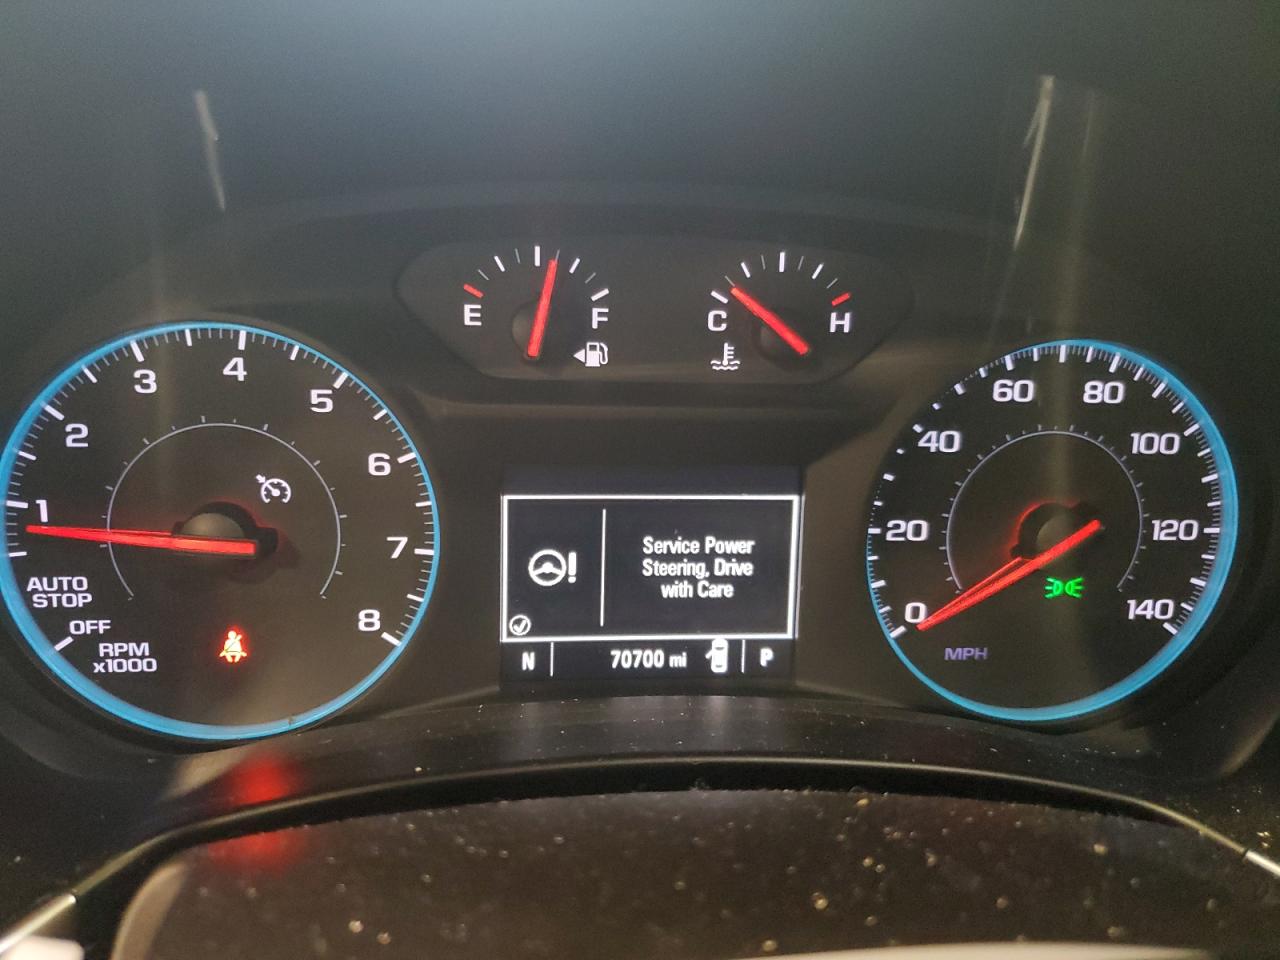 E F
C H
1 2 3 4 5 6 7 8
AUTO
STOP
OFF
RPM
x1000
Service Power
Steering, Drive
with Care
N 70700 mi P
0 20 40 60 80 100 120 140
MPH